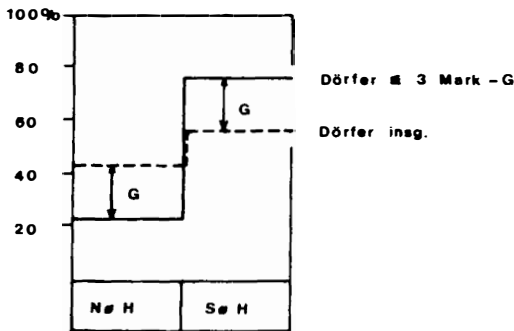 100%
80
Dörfer ≤ 3 Mark - G
G
60
Dörfer insg.
40
G
20
Nø H
Sø H